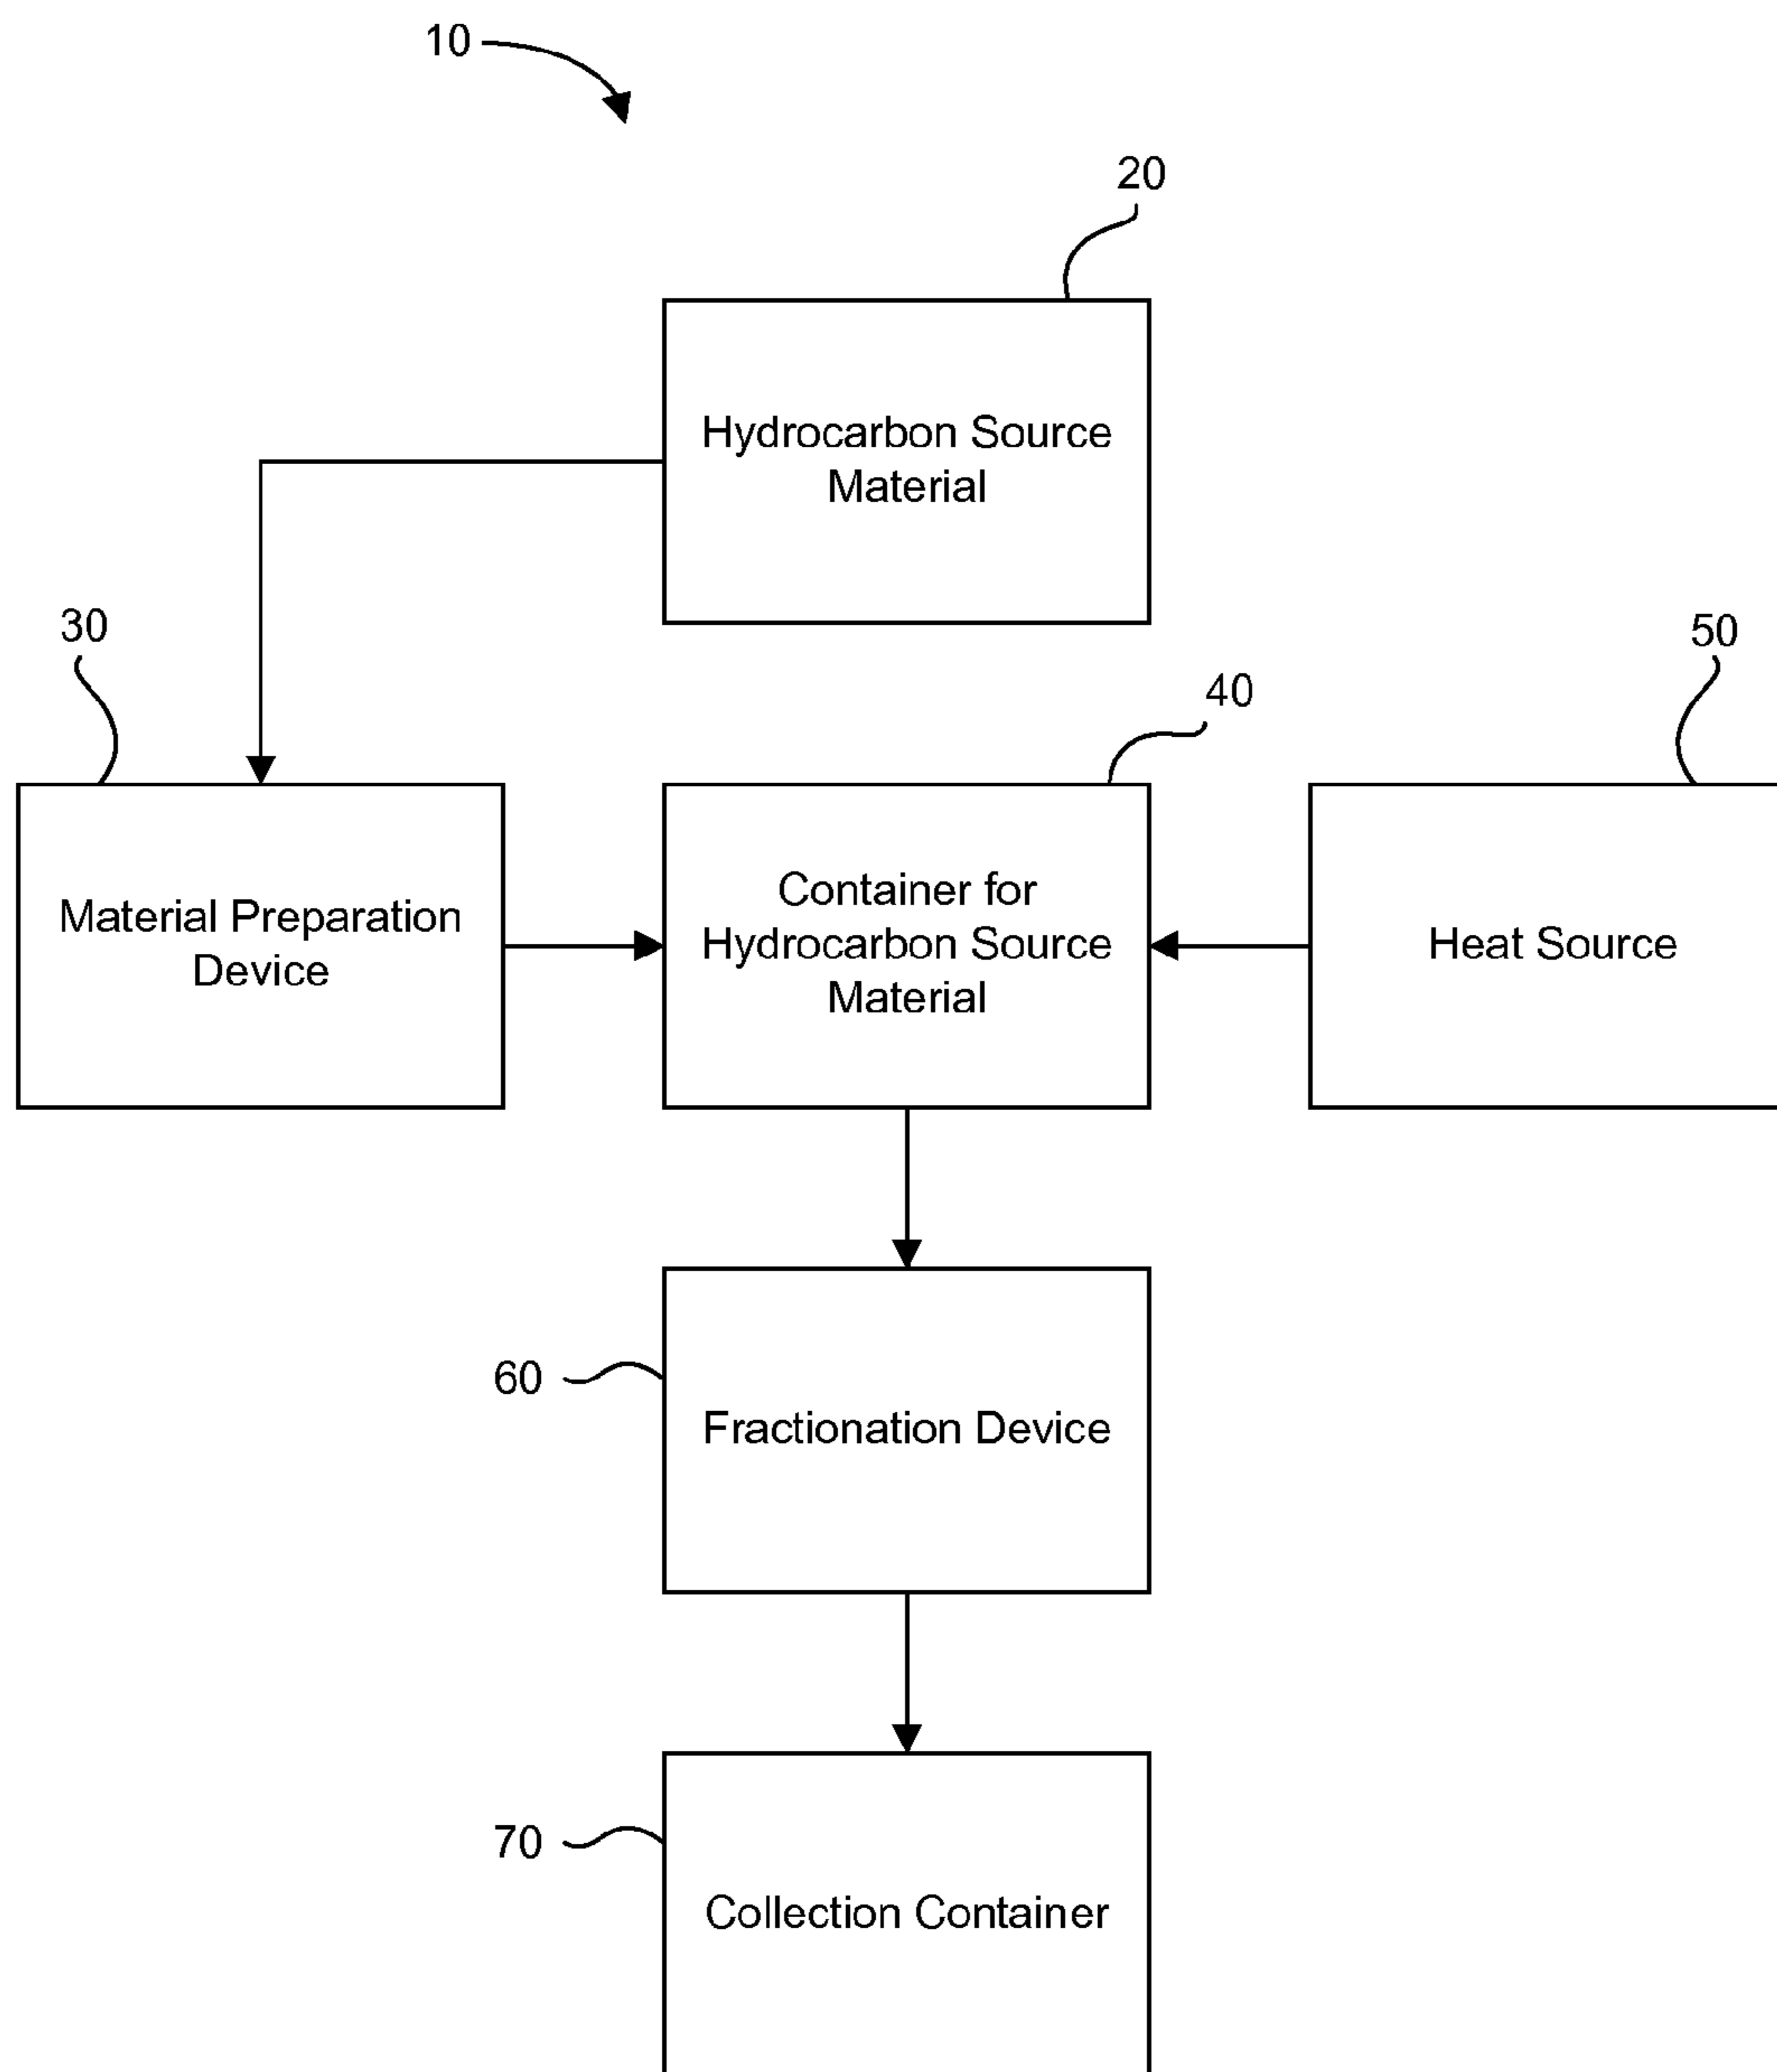 10
20
Hydrocarbon Source
Material
30
50
40
Material Preparation
Device
Container for
Hydrocarbon Source
Material
Heat Source
60
Fractionation Device
70
Collection Container